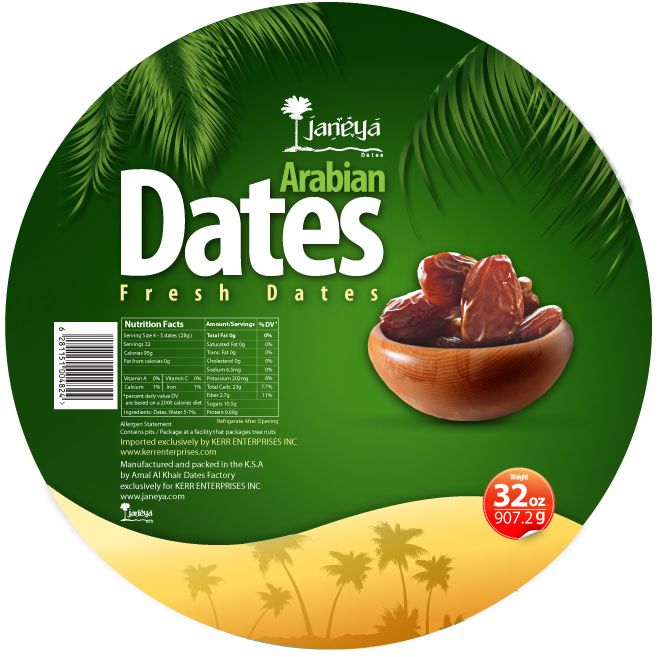 janeya
Dates
Arabian
Dates
Fresh Dates
Nutrition Facts
Serving Size 4 - 5 dates (28g)
Servings 32
Calories 95g
Fat from calories 0g
Vitamin A 0% Vitamin C 0%
Calcium 1% Iron 1%
*percent daily value DV
are based on a 2000 calories diet
Ingredients: Dates, Water 5-7%
Amount/Servings % DV*
Total Fat 0g 0%
Saturated Fat 0g 0%
Trans. Fat 0g 0%
Cholesterol 0g 0%
Sodium 6.5mg 0%
Potassium 202mg 6%
Total Carb. 23g 7.7%
Fiber 2.7g 11%
Sugars 10.5g
Protein 0.66g
Refrigerate After Opening
Allergen Statement
Contains pits / Package at a facility that packages tree nuts
Imported exclusively by KERR ENTERPRISES INC
www.kerrenterprises.com
Manufactured and packed in the K.S.A
by Amal Al Khair Dates Factory
exclusively for KERR ENTERPRISES INC
www.janeya.com
janeya
6 281151 004824 >
Weight
32oz
907.2 g